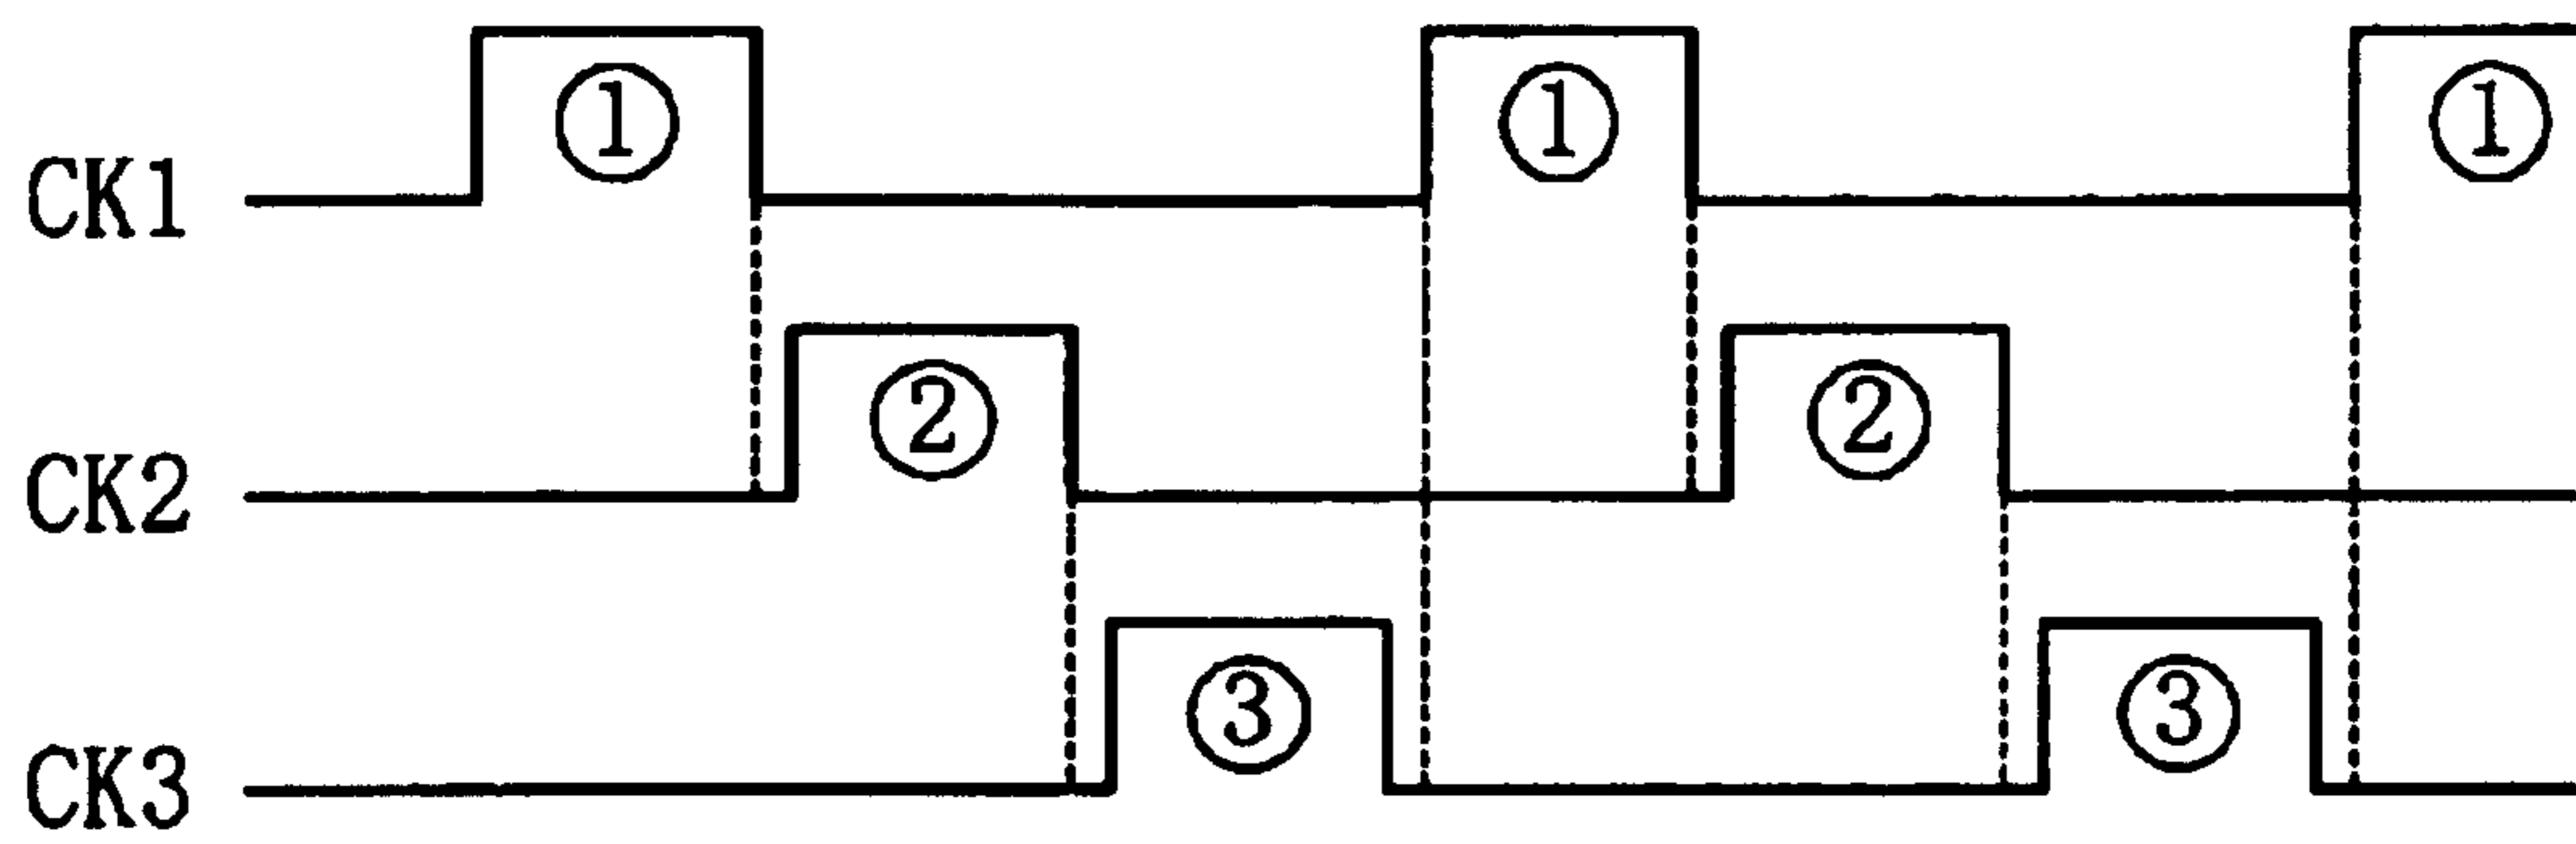 CK1 ① ① ①
CK2 ② ②
CK3 ③ ③